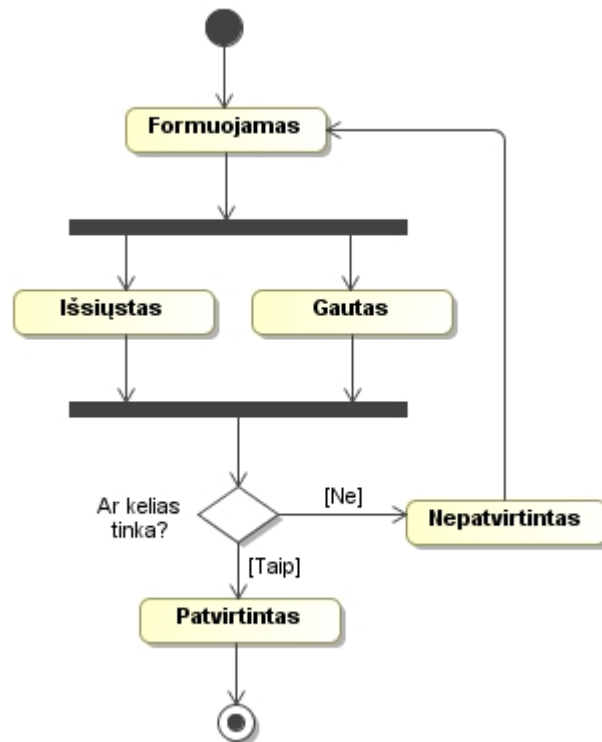 Formuojamas
Išsiųstas
Gautas
Ar kelias
tinka?
[Ne]
Nepatvirtintas
[Taip]
Patvirtintas